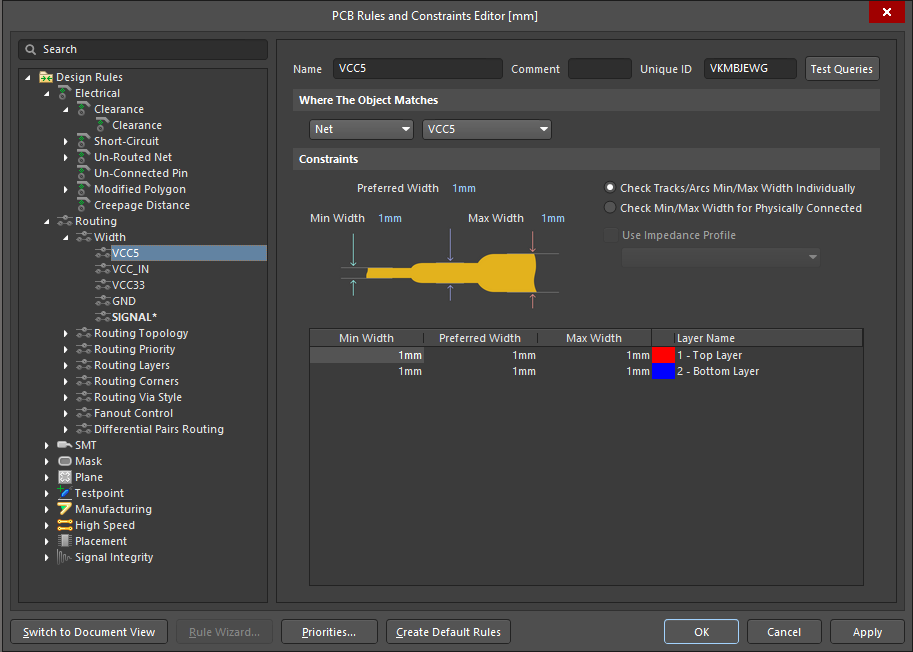 PCB Rules and Constraints Editor [mm]
Search
Design Rules
Electrical
Clearance
Clearance
Short-Circuit
Un-Routed Net
Un-Connected Pin
Modified Polygon
Creepage Distance
Routing
Width
VCC5
VCC_IN
VCC33
GND
SIGNAL*
Routing Topology
Routing Priority
Routing Layers
Routing Corners
Routing Via Style
Fanout Control
Differential Pairs Routing
SMT
Mask
Plane
Testpoint
Manufacturing
High Speed
Placement
Signal Integrity
Name VCC5 Comment Unique ID VKMBJEWG Test Queries
Where The Object Matches
Net VCC5
Constraints
Preferred Width 1mm
Min Width 1mm Max Width 1mm
Check Tracks/Arcs Min/Max Width Individually
Check Min/Max Width for Physically Connected
Use Impedance Profile
Min Width Preferred Width Max Width Layer Name
1mm 1mm 1mm 1 - Top Layer
1mm 1mm 1mm 2 - Bottom Layer
Switch to Document View Rule Wizard... Priorities... Create Default Rules OK Cancel Apply